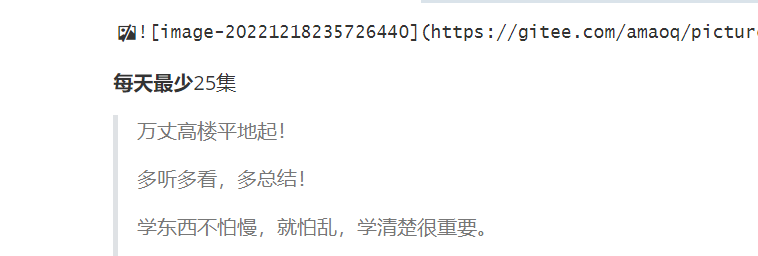 ![image-20221218235726440](https://gitee.com/amaoq/picture
每天最少25集
万丈高楼平地起！
多听多看，多总结！
学东西不怕慢，就怕乱，学清楚很重要。